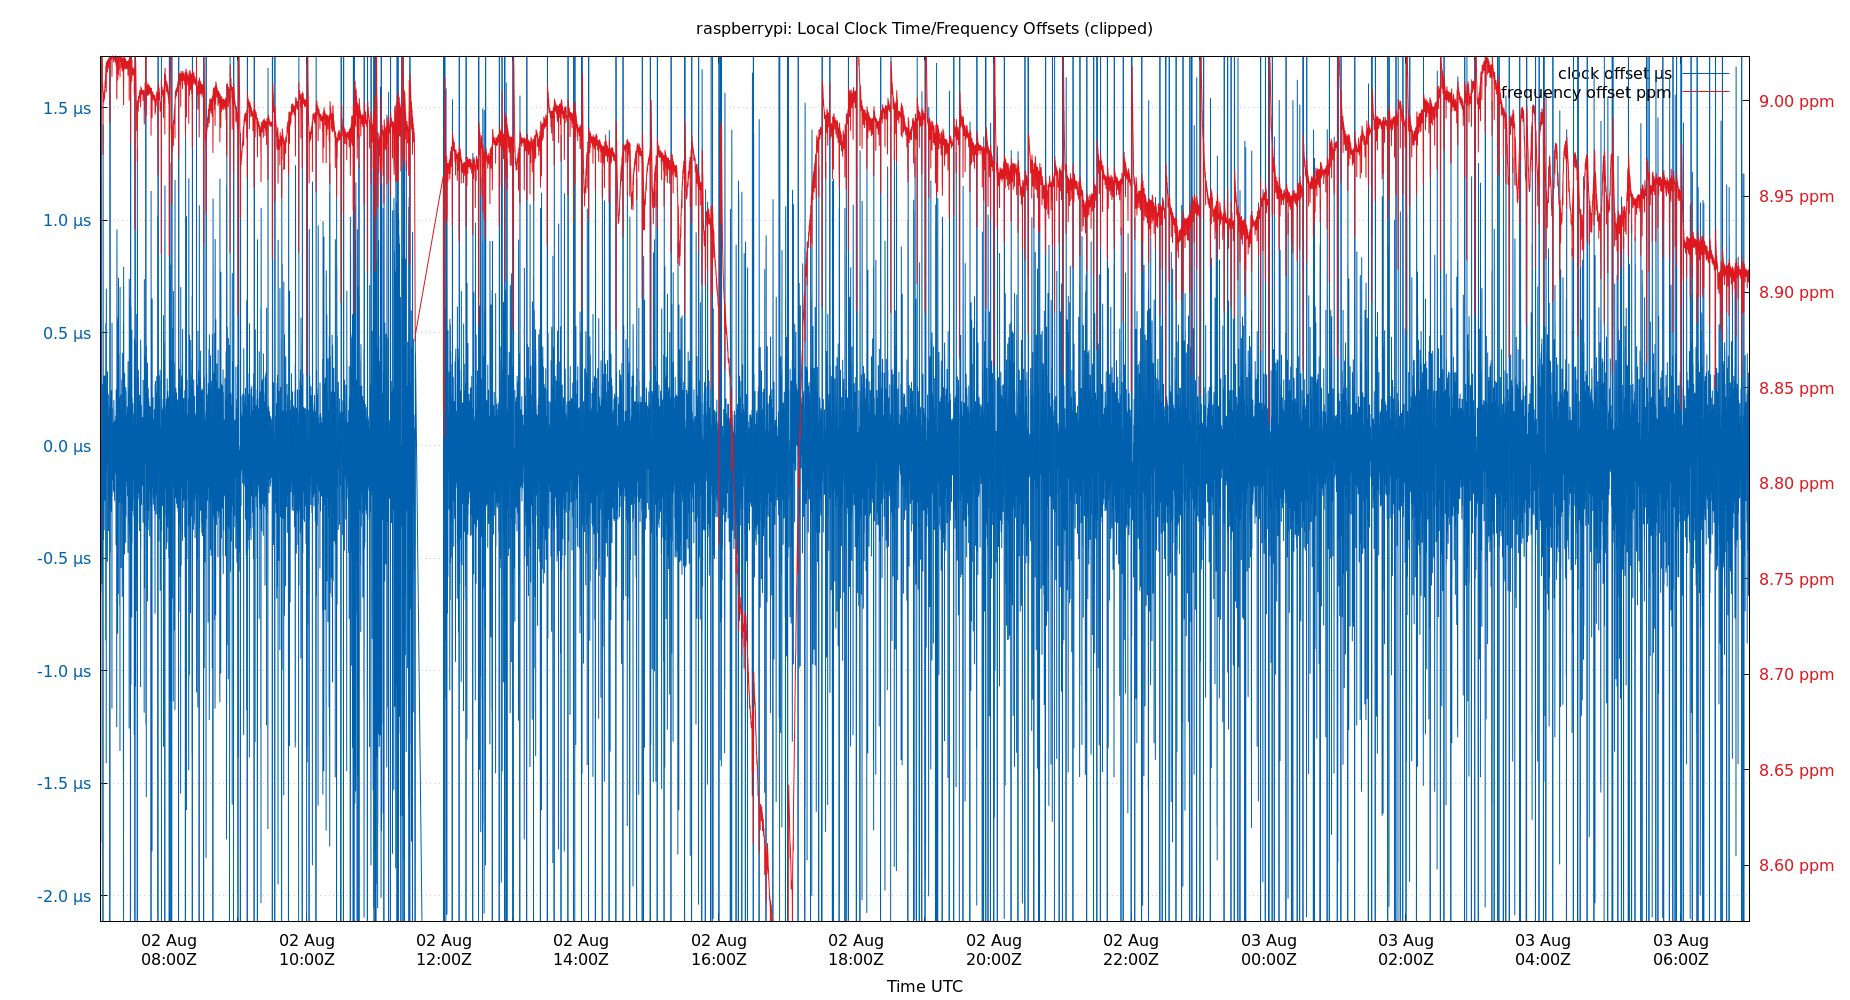 raspberrypi: Local Clock Time/Frequency Offsets (clipped)
clock offset µs
frequency offset ppm
1.5 µs
1.0 µs
0.5 µs
0.0 µs
-0.5 µs
-1.0 µs
-1.5 µs
-2.0 µs
9.00 ppm
8.95 ppm
8.90 ppm
8.85 ppm
8.80 ppm
8.75 ppm
8.70 ppm
8.65 ppm
8.60 ppm
02 Aug 02 Aug 02 Aug 02 Aug 02 Aug 02 Aug 02 Aug 02 Aug 03 Aug 03 Aug 03 Aug 03 Aug
08:00Z 10:00Z 12:00Z 14:00Z 16:00Z 18:00Z 20:00Z 22:00Z 00:00Z 02:00Z 04:00Z 06:00Z
Time UTC